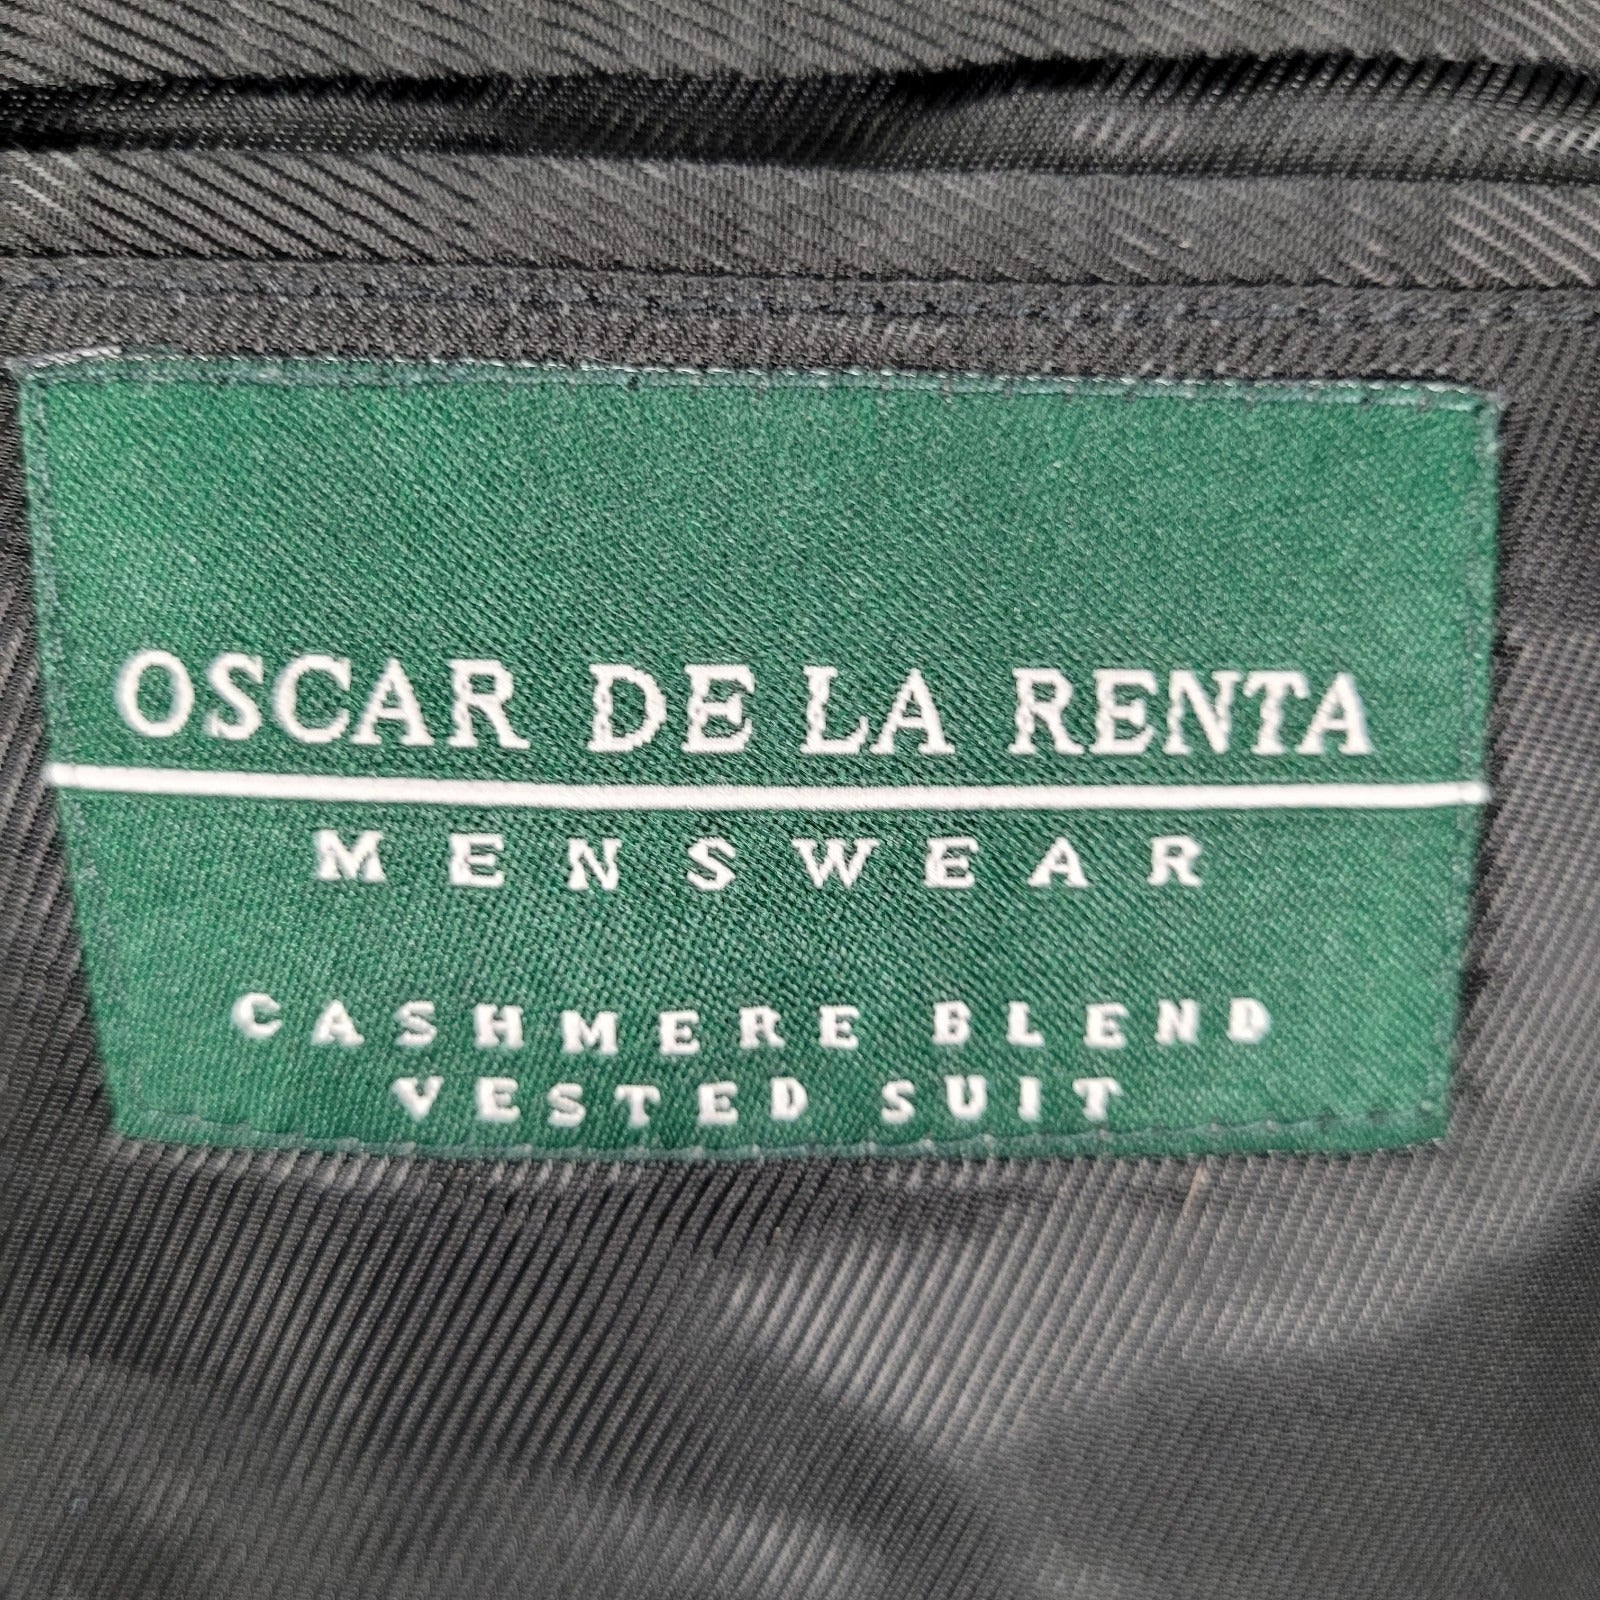 OSCAR DE LA RENTA
MENSWEAR
CASHMERE BLEND
VESTED SUIT